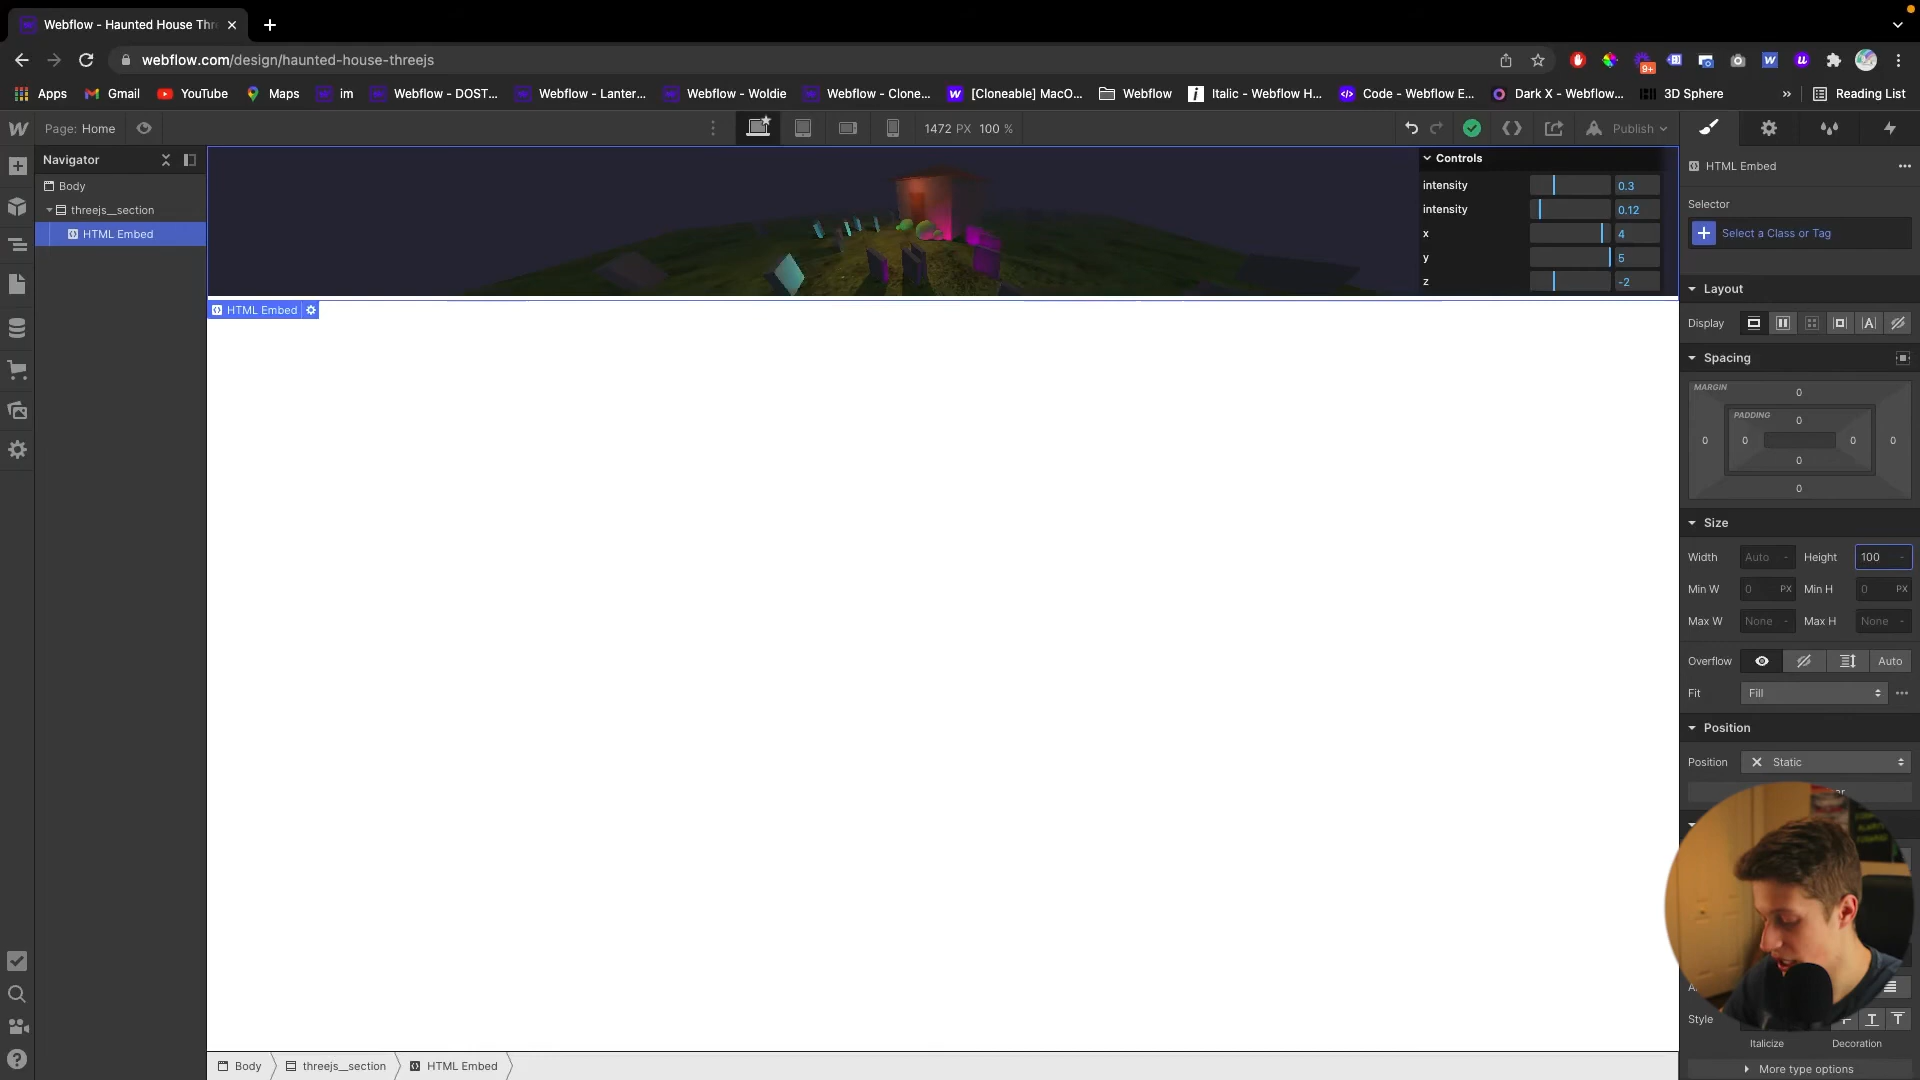 Webflow - Haunted House Thr
webflow.com/design/haunted-house-threejs
9+
Apps
Gmail
YouTube
Maps
im
Webflow - DOST...
Webflow - Lanter...
Webflow - Woldie
Webflow - Clone...
[Cloneable] MacO...
Webflow
Italic - Webflow H...
Code - Webflow E...
Dark X - Webflow...
3D Sphere
»
Reading List
Page: Home
1472 PX 100 %
Publish
Navigator
Body
threejs__section
HTML Embed
Controls
intensity 0.3
intensity 0.12
x 4
y 5
z -2
HTML Embed
HTML Embed
Selector
Select a Class or Tag
Layout
Display
Spacing
MARGIN
0
PADDING
0
0 0 0 0
0
0
Size
Width Auto - Height 100 -
Min W 0 PX Min H 0 PX
Max W None - Max H None -
Overflow Auto
Fit Fill
Position
Position Static
Style
Italicize Decoration
More type options
Body
threejs__section
HTML Embed